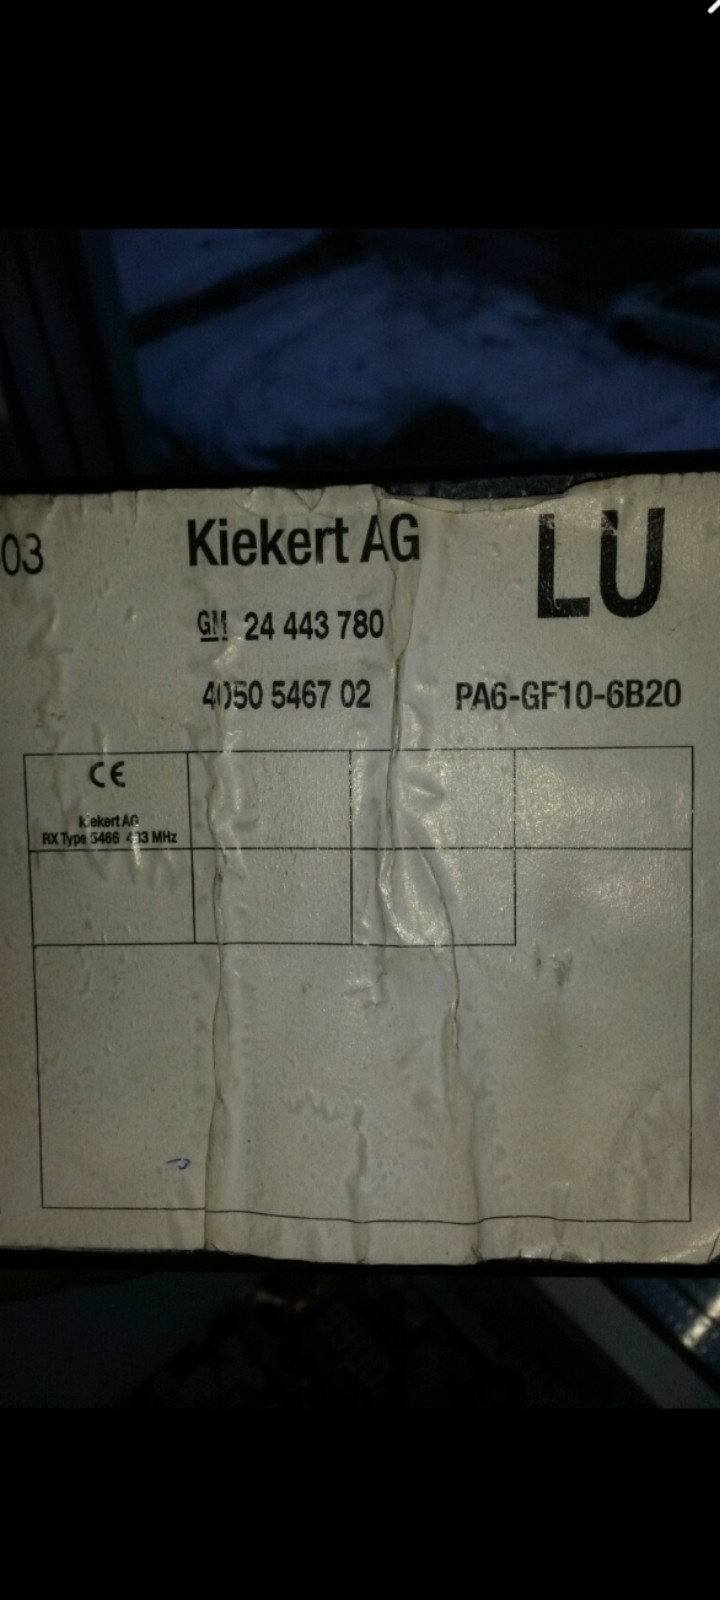 03
Kiekert AG
LU
GM 24 443 780
4050 5467 02
PA6-GF10-6B20
CE
kiekert AG
RX Type 5466 433 MHz